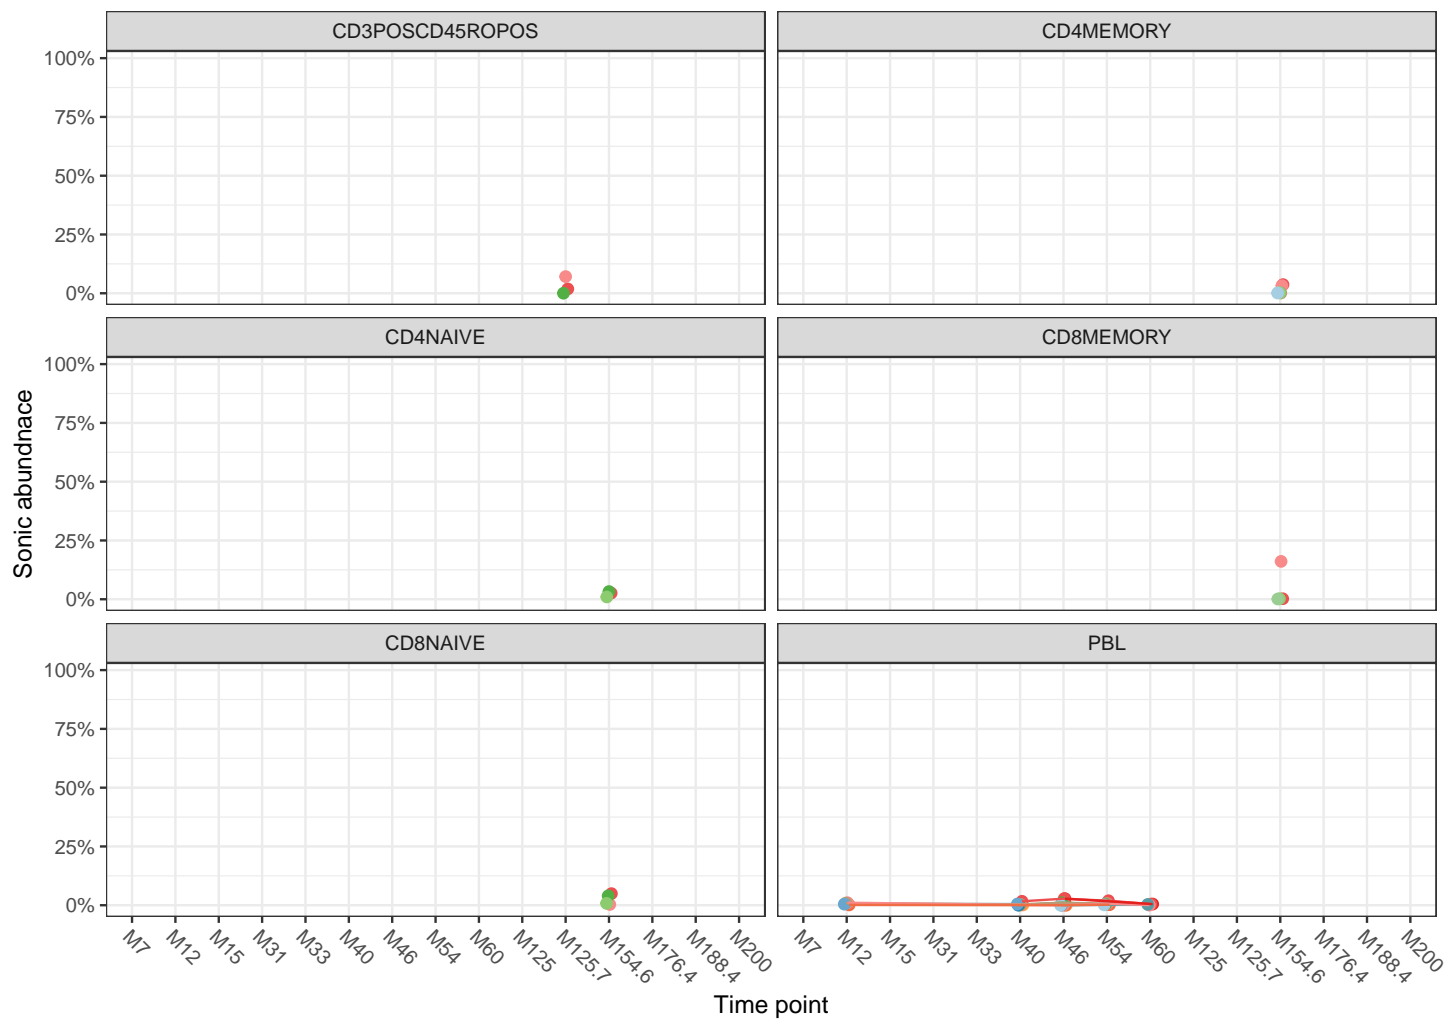 CD3POSCD45ROPOS
CD4MEMORY
100%
75%
50%
25%
0%
CD4NAIVE
CD8MEMORY
100%
75%
50%
25%
0%
CD8NAIVE
PBL
100%
75%
50%
25%
0%
Sonic abundnace
M7 M12 M15 M31 M33 M40 M46 M54 M60 M125 M125.7 M154.6 M176.4 M188.4 M200
M7 M12 M15 M31 M33 M40 M46 M54 M60 M125 M125.7 M154.6 M176.4 M188.4 M200
Time point